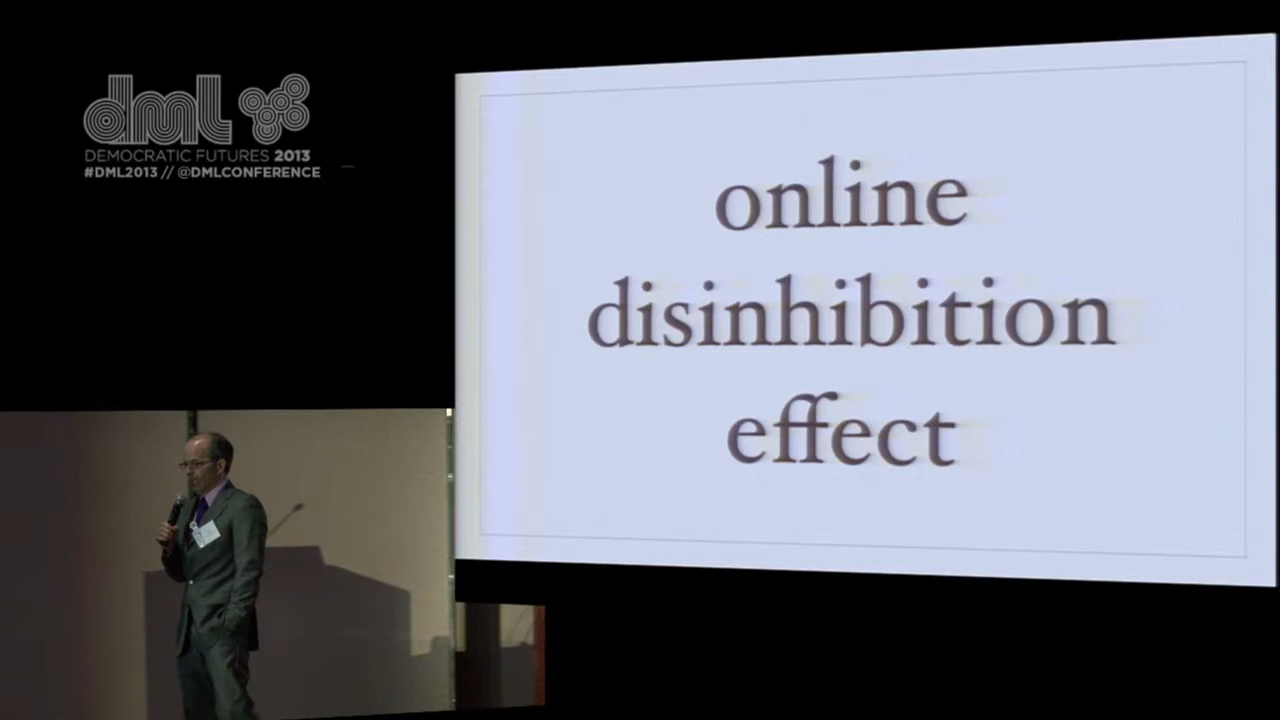 dml
DEMOCRATIC FUTURES 2013
#DML2013 // @DMLCONFERENCE
online
disinhibition
effect